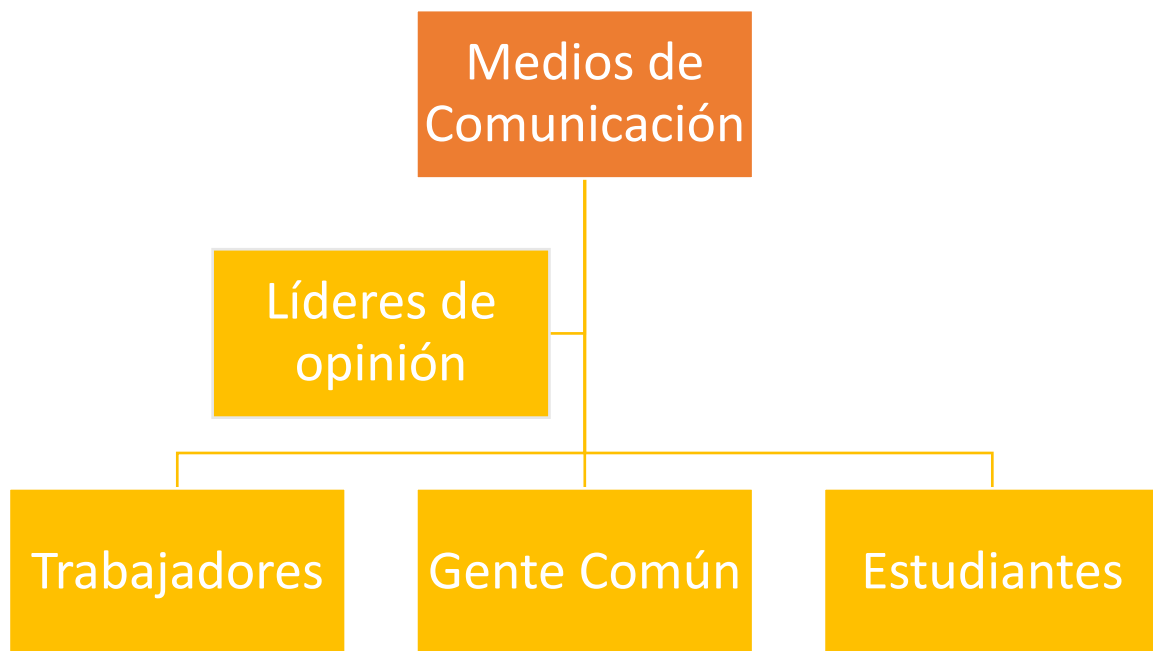 Medios de
Comunicación
Líderes de
opinión
Trabajadores
Gente Común
Estudiantes